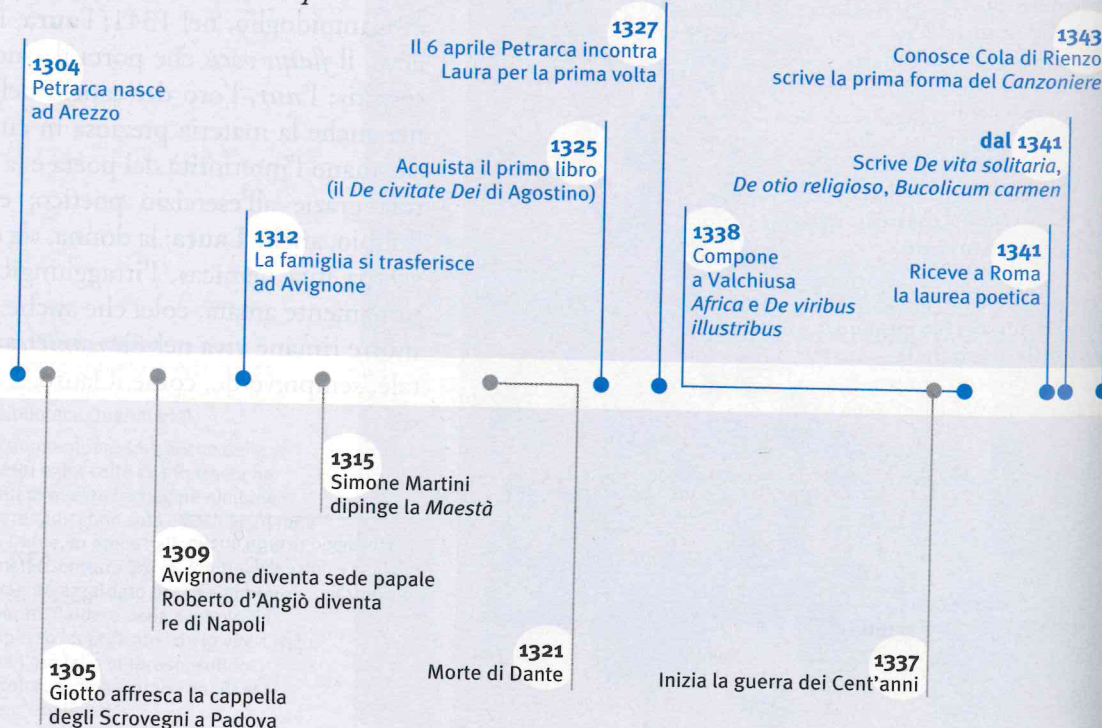 1304
Petrarca nasce
ad Arezzo
1312
La famiglia si trasferisce
ad Avignone
1325
Acquista il primo libro
(il De civitate Dei di Agostino)
1327
Il 6 aprile Petrarca incontra
Laura per la prima volta
1338
Compone
a Valchiusa
Africa e De viribus
illustribus
1341
Riceve a Roma
la laurea poetica
dal 1341
Scrive De vita solitaria,
De otio religioso, Bucolicum carmen
1343
Conosce Cola di Rienzo
scrive la prima forma del Canzoniere
1305
Giotto affresca la cappella
degli Scrovegni a Padova
1309
Avignone diventa sede papale
Roberto d'Angiò diventa
re di Napoli
1315
Simone Martini
dipinge la Maestà
1321
Morte di Dante
1337
Inizia la guerra dei Cent'anni